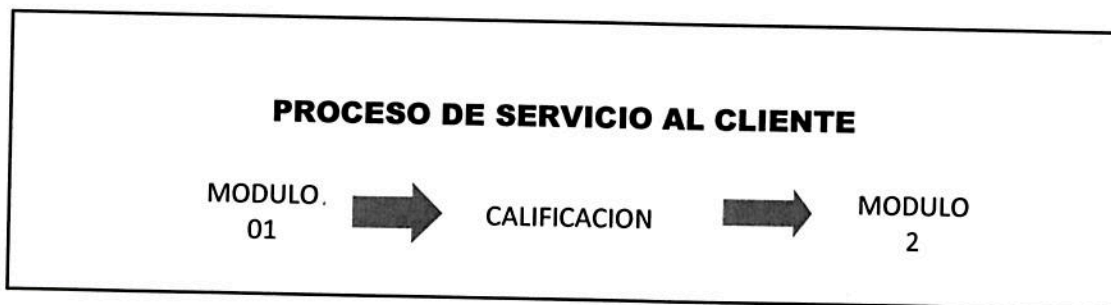 PROCESO DE SERVICIO AL CLIENTE
MODULO.
01
CALIFICACION
MODULO
2